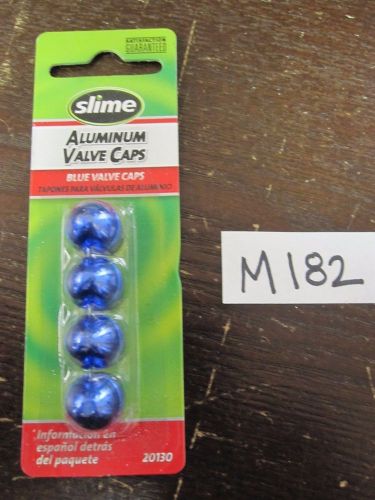 SATISFACTION
GUARANTEED
slime
ALUMINUM
VALVE CAPS
BLUE VALVE CAPS
TAPONES PARA VÁLVULAS DE ALUMINIO
M182
Información en
español detrás
del paquete
20130